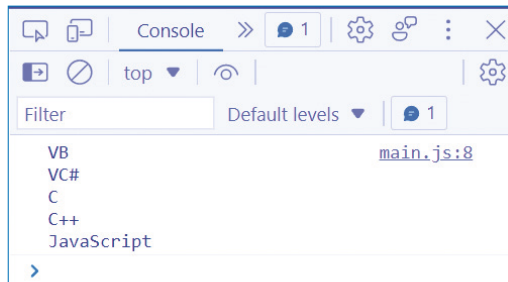 Console 1
top
Filter Default levels 1
VB main.js:8
VC#
C
C++
JavaScript